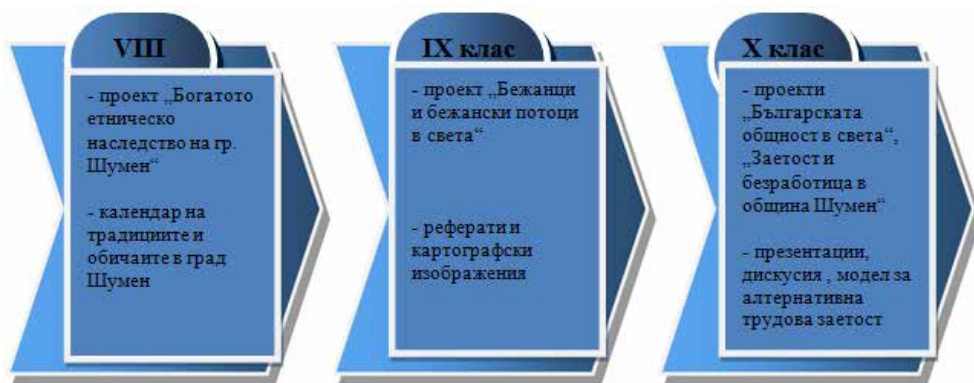 VIII
- проект „Богатото
етническо
наследство на гр.
Шумен“
- календар на
традициите и
обичаите в град
Шумен
IX клас
- проект „Бежанци
и бежански потоци
в света“
- реферати и
картографски
изображения
X клас
- проекти
„Българската
общност в света“,
„Заетост и
безработица в
община Шумен“
- презентации,
дискусия , модел за
алтернативна
трудова заетост